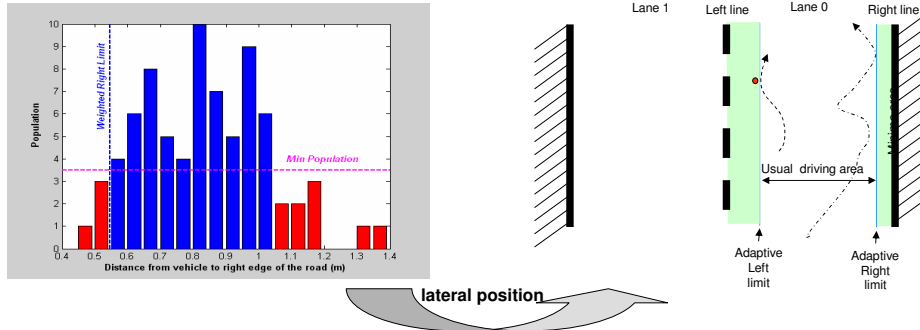 10
9
8
7
6
5
4
3
2
1
0
Population
Weighted Right Limit
Min Population
0.4 0.5 0.6 0.7 0.8 0.9 1 1.1 1.2 1.3 1.4
Distance from vehicle to right edge of the road (m)
lateral position
Lane 1
Left line
Lane 0
Right line
Usual driving area
Adaptive
Left
limit
Adaptive
Right
limit